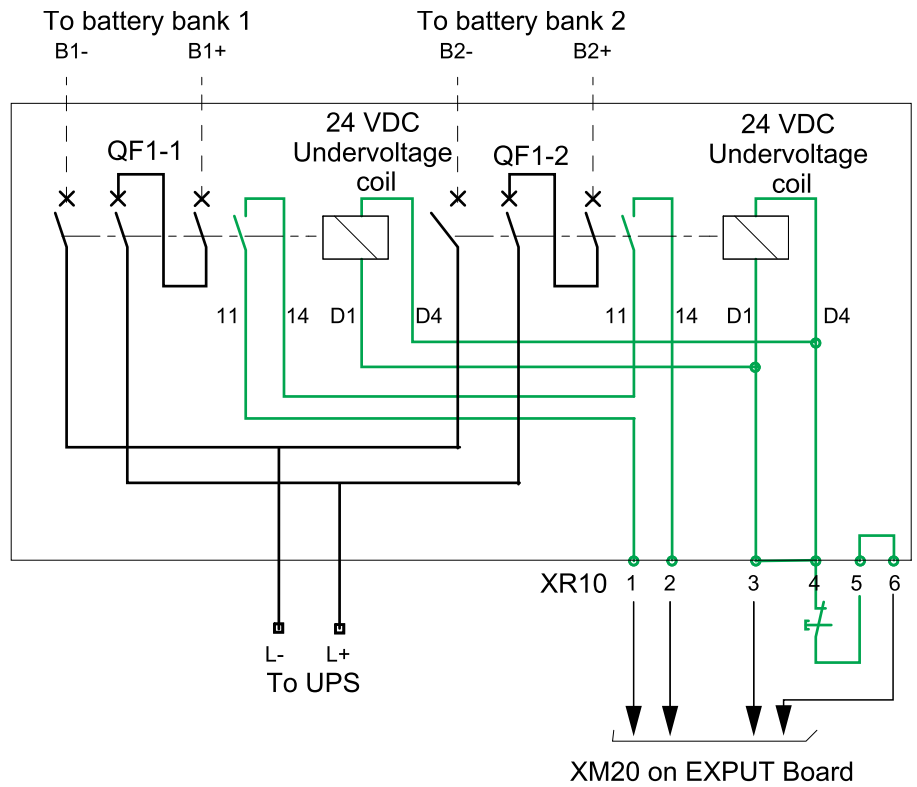 To battery bank 1
To battery bank 2
B1-
B1+
B2-
B2+
QF1-1
24 VDC
Undervoltage
coil
QF1-2
24 VDC
Undervoltage
coil
11
14
D1
D4
11
14
D1
D4
XR10
1
2
3
4
5
6
L-
L+
To UPS
XM20 on EXPUT Board